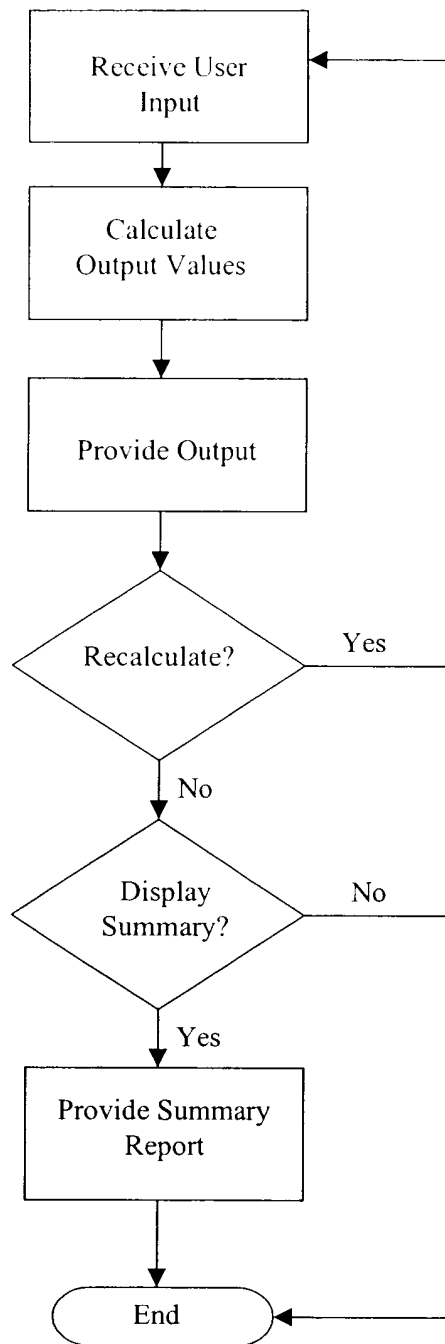 Receive User
Input
Calculate
Output Values
Provide Output
Recalculate?
Yes
No
Display
Summary?
No
Yes
Provide Summary
Report
End